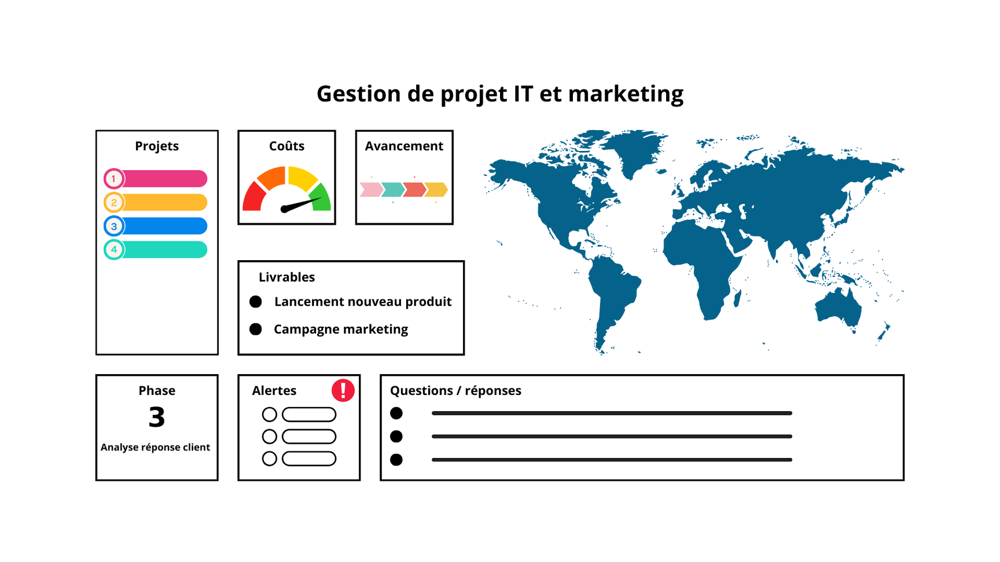 Gestion de projet IT et marketing
Projets
1
2
3
4
Coûts
Avancement
Livrables
Lancement nouveau produit
Campagne marketing
Phase
3
Analyse réponse client
Alertes
!
Questions / réponses